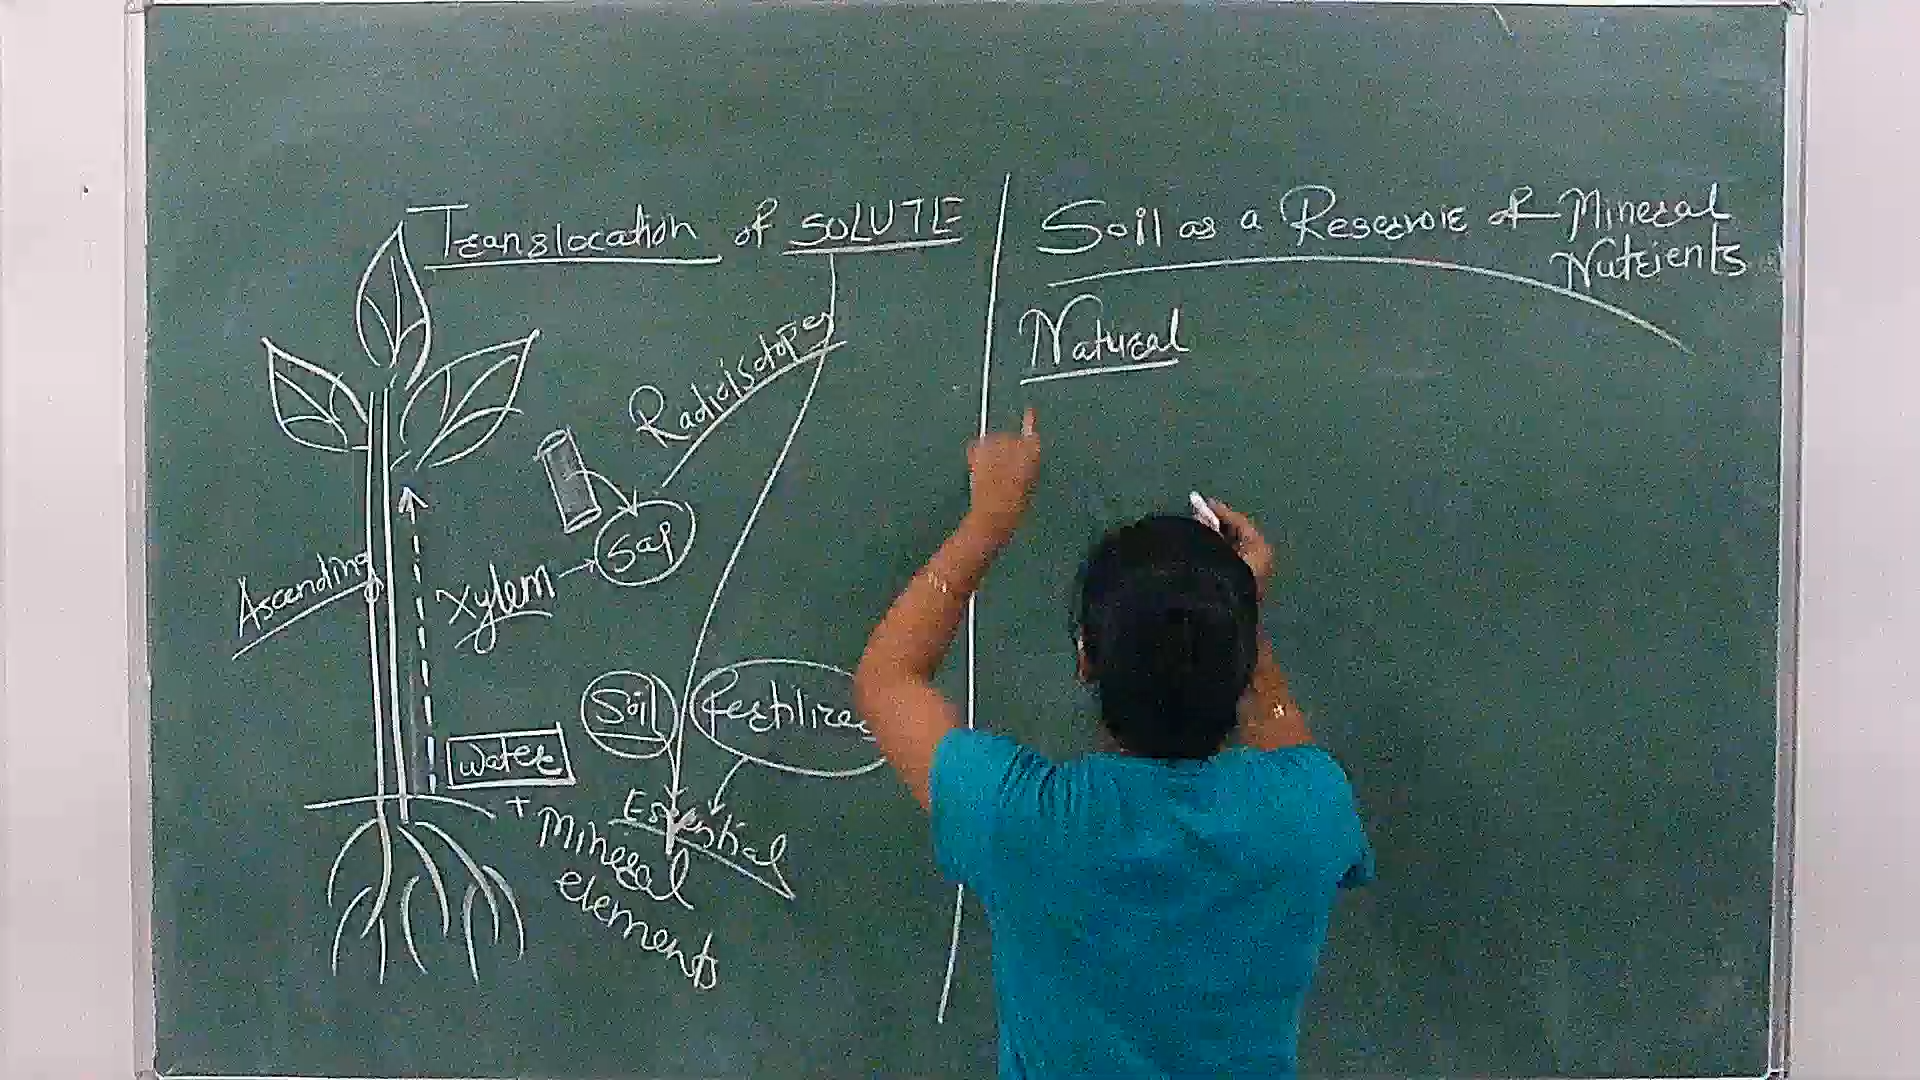 Translocation of SOLUTE
Radioisotopes
Sap
Ascending
Xylem
Soil
Fertilizer
Water
+ Mineral
elements
Essential
Soil as a Reservoir of Mineral
Nutrients
Natural